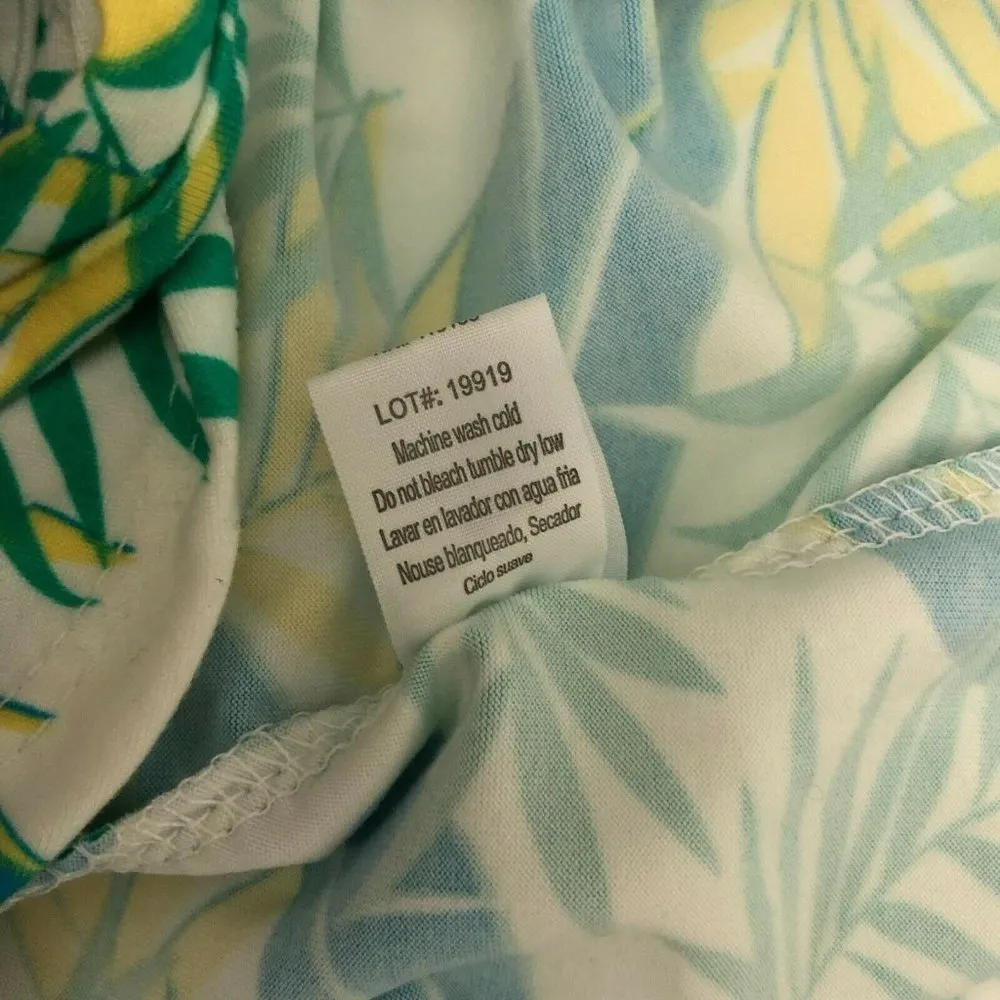 LOT#: 19919
Machine wash cold
Do not bleach tumble dry low
Lavar en lavador con agua fria
Nouse blanqueado, Secador
Ciclo suave